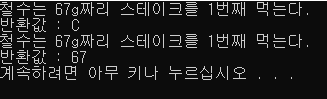 철수는 67g짜리 스테이크를 1번째 먹는다.
반환값 : C
철수는 67g짜리 스테이크를 1번째 먹는다.
반환값 : 67
계속하려면 아무 키나 누르십시오 . . .